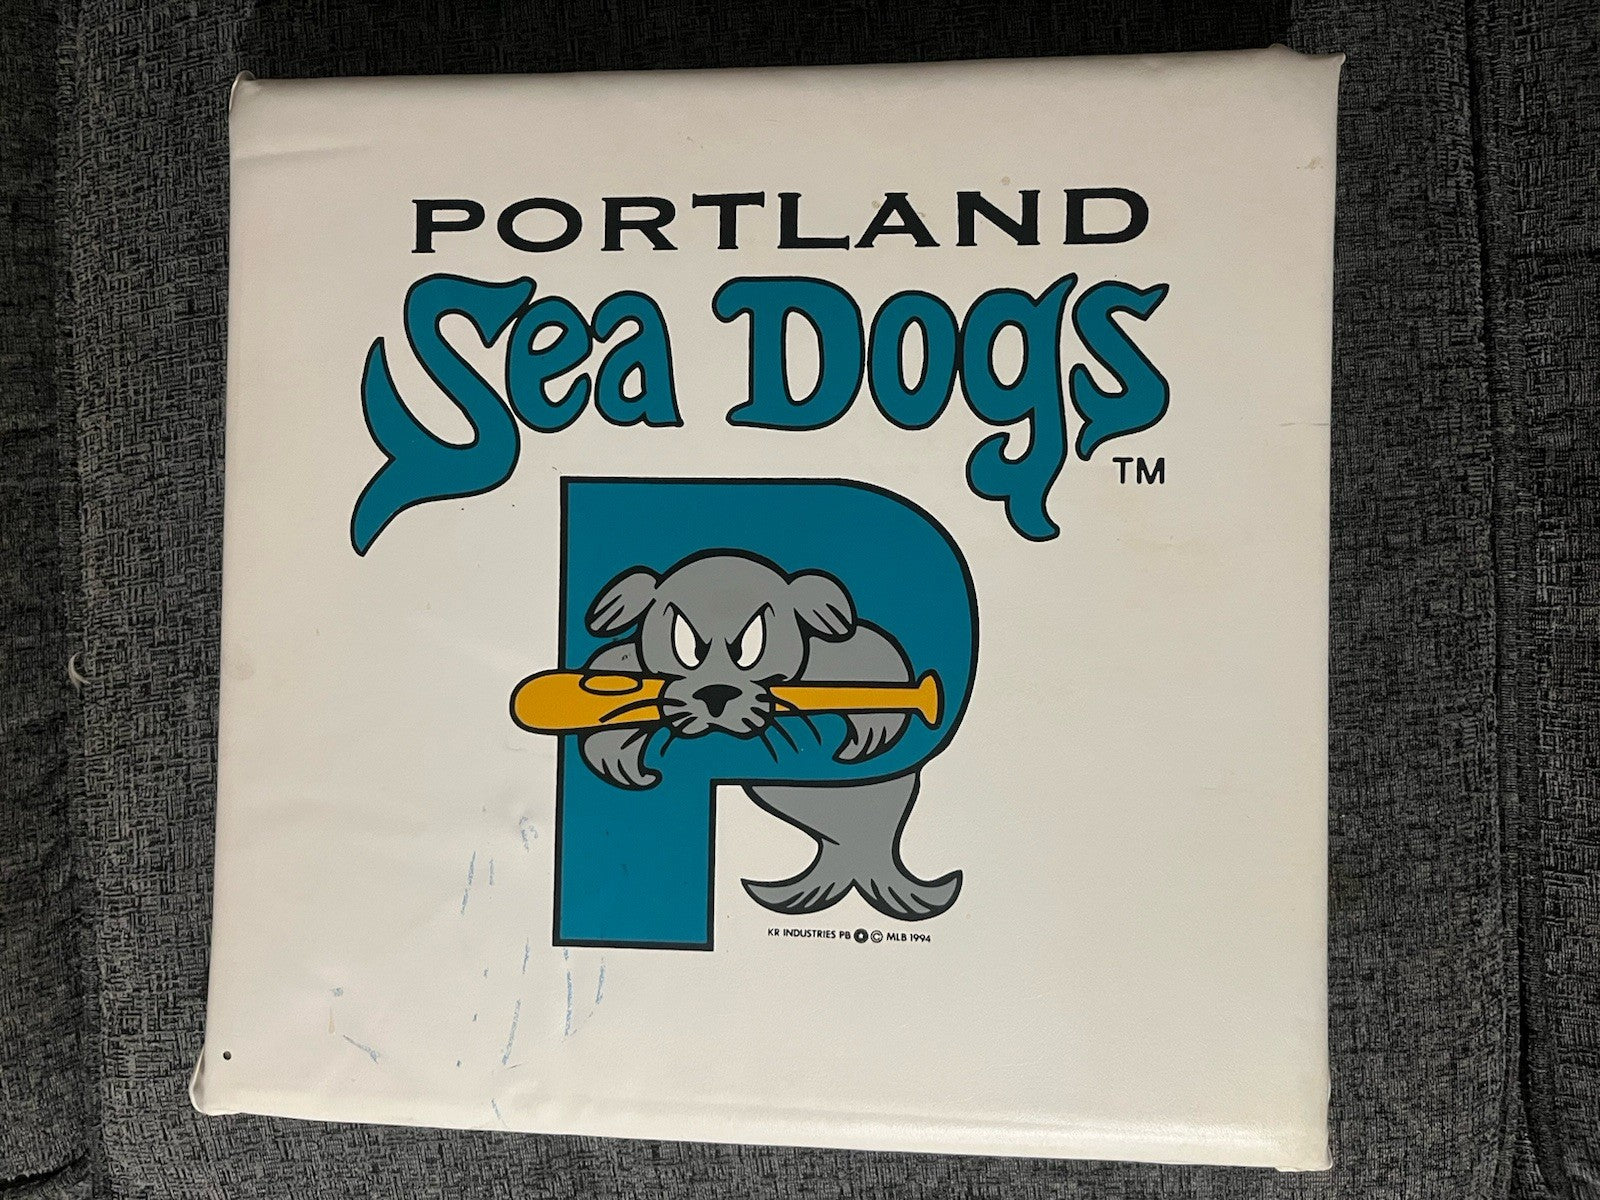 PORTLAND
Sea Dogs
TM
P
KR INDUSTRIES PB © MLB 1994